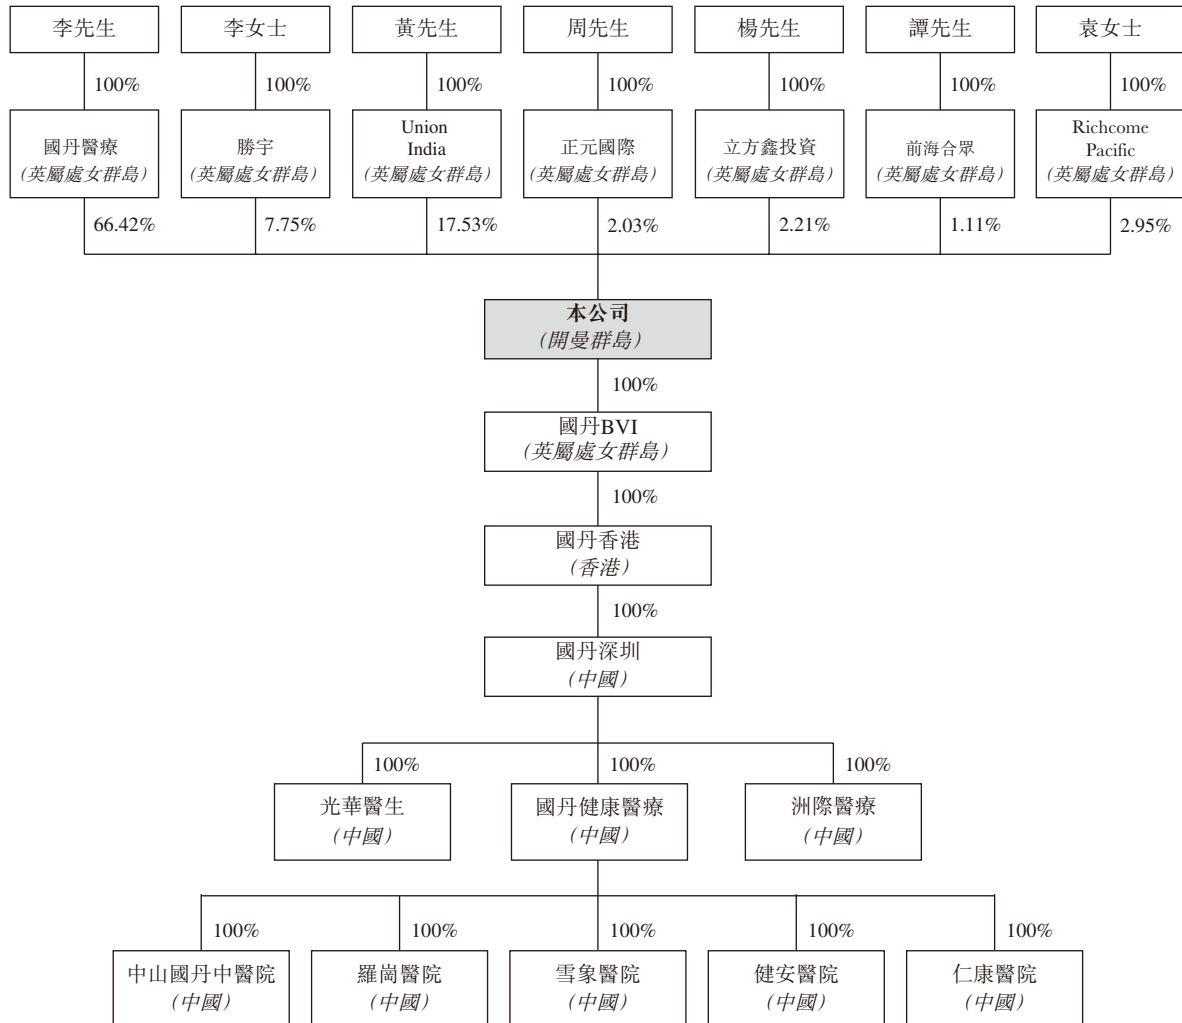 李先生
李女士
黃先生
周先生
楊先生
譚先生
袁女士
100%
100%
100%
100%
100%
100%
100%
國丹醫療
(英屬處女群島)
勝宇
(英屬處女群島)
Union
India
(英屬處女群島)
正元國際
(英屬處女群島)
立方鑫投資
(英屬處女群島)
前海合眾
(英屬處女群島)
Richcome
Pacific
(英屬處女群島)
66.42%
7.75%
17.53%
2.03%
2.21%
1.11%
2.95%
本公司
(開曼群島)
100%
國丹BVI
(英屬處女群島)
100%
國丹香港
(香港)
100%
國丹深圳
(中國)
100%
100%
100%
光華醫生
(中國)
國丹健康醫療
(中國)
洲際醫療
(中國)
100%
100%
100%
100%
100%
中山國丹中醫院
(中國)
羅崗醫院
(中國)
雪象醫院
(中國)
健安醫院
(中國)
仁康醫院
(中國)